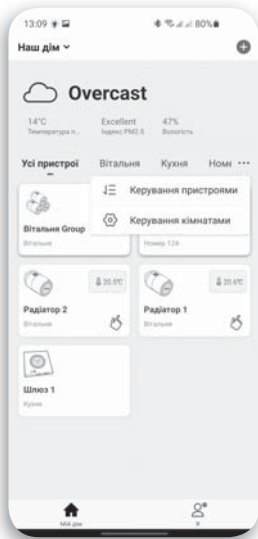 13:09 80%
Наш дім
Overcast
14°C Excellent 47%
Температура п... Індекс PM2.5 Вологість
Усі пристрої Вітальня Кухня Номе ...
Керування пристроями
Керування кімнатами
Вітальня Group
Вітальня Номер 124
20.5°C 20.6°C
Радіатор 2 Радіатор 1
Вітальня Вітальня
Шлюз 1
Кухня
Мій дім Я